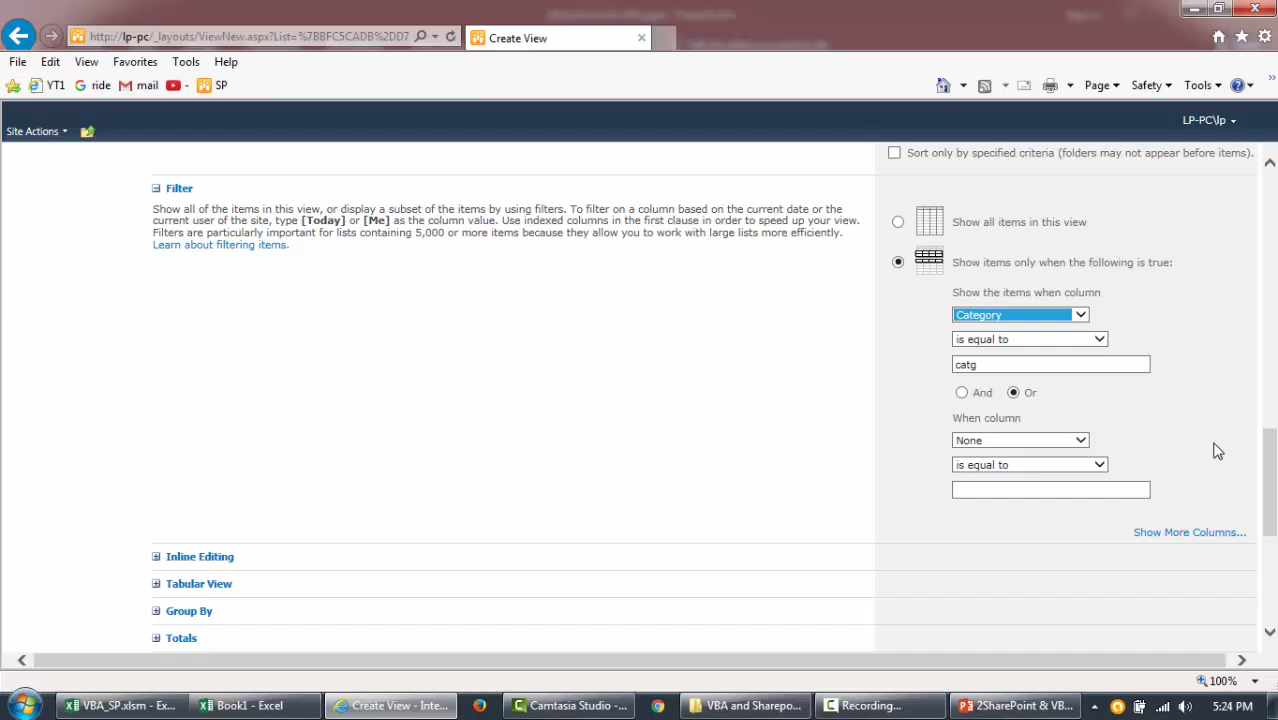 http://lp-pc/_layouts/ViewNew.aspx?List=%7B8FC5CADB%2DD7
Create View
File Edit View Favorites Tools Help
YT1 ride mail SP
Page Safety Tools
Site Actions
LP-PC\lp
Sort only by specified criteria (folders may not appear before items).
Filter
Show all of the items in this view, or display a subset of the items by using filters. To filter on a column based on the current date or the
current user of the site, type [Today] or [Me] as the column value. Use indexed columns in the first clause in order to speed up your view.
Filters are particularly important for lists containing 5,000 or more items because they allow you to work with large lists more efficiently.
Learn about filtering items.
Show all items in this view
Show items only when the following is true:
Show the items when column
Category
is equal to
catg
And Or
When column
None
is equal to
Show More Columns...
Inline Editing
Tabular View
Group By
Totals
100%
VBA_SP.xlsm - Ex...
Book1 - Excel
Create View - Inte...
Camtasia Studio -...
VBA and Sharepo...
Recording...
2SharePoint & VB...
5:24 PM